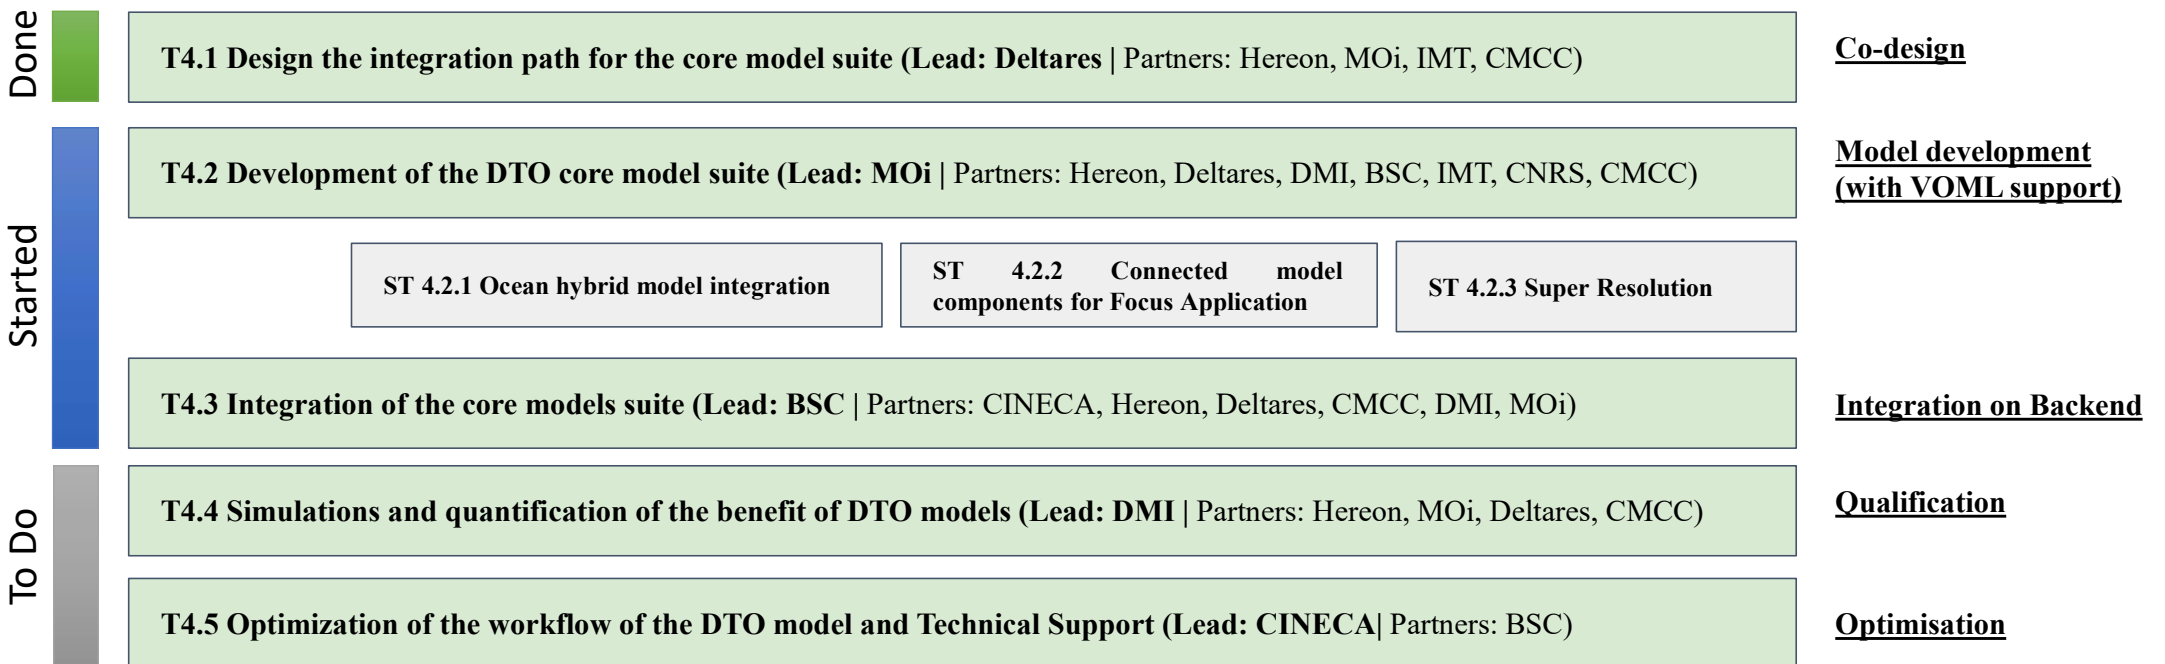 Done
T4.1 Design the integration path for the core model suite (Lead: Deltares | Partners: Hereon, MOi, IMT, CMCC)
Co-design
Started
T4.2 Development of the DTO core model suite (Lead: MOi | Partners: Hereon, Deltares, DMI, BSC, IMT, CNRS, CMCC)
Model development
(with VOML support)
ST 4.2.1 Ocean hybrid model integration
ST 4.2.2 Connected model
components for Focus Application
ST 4.2.3 Super Resolution
T4.3 Integration of the core models suite (Lead: BSC | Partners: CINECA, Hereon, Deltares, CMCC, DMI, MOi)
Integration on Backend
To Do
T4.4 Simulations and quantification of the benefit of DTO models (Lead: DMI | Partners: Hereon, MOi, Deltares, CMCC)
Qualification
T4.5 Optimization of the workflow of the DTO model and Technical Support (Lead: CINECA| Partners: BSC)
Optimisation